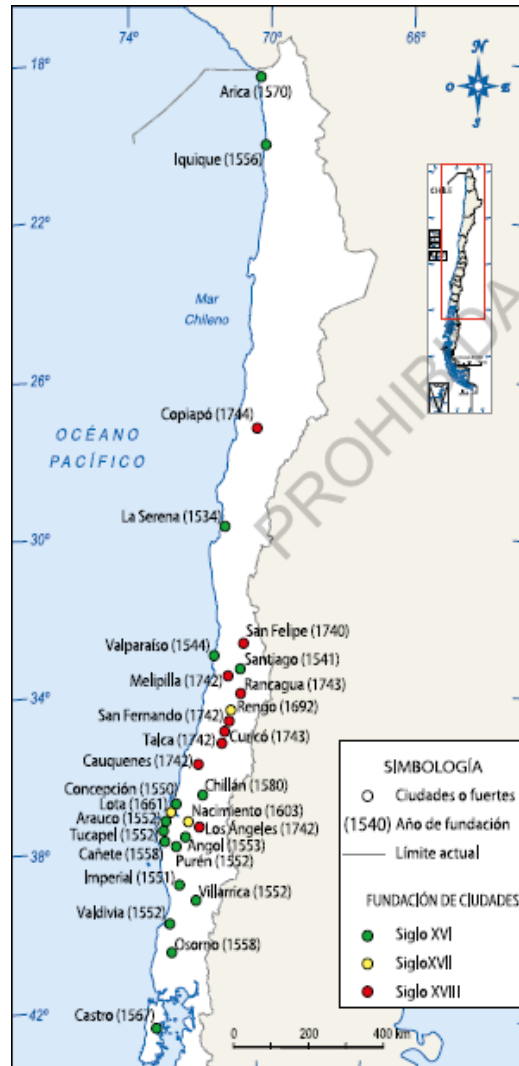 74°
70°
66°
N
O
E
S
18°
Arica (1570)
Iquique (1556)
CHILE
22°
Mar
Chileno
PROHIBIDA
26°
Copiapó (1744)
OCÉANO
PACÍFICO
La Serena (1534)
30°
San Felipe (1740)
Valparaíso (1544)
Santiago (1541)
Melipilla (1742)
Rancagua (1743)
34°
Rengo (1692)
San Fernando (1742)
Curicó (1743)
Talca (1742)
Cauquenes (1742)
Concepción (1550)
Chillán (1580)
Lota (1661)
Nacimiento (1603)
Arauco (1552)
Los Ángeles (1742)
Tucapel (1552)
Angol (1553)
38°
Cañete (1558)
Purén (1552)
Imperial (1551)
Villarrica (1552)
Valdivia (1552)
Osorno (1558)
42°
Castro (1567)
0 200 400 km
SIMBOLOGÍA
Ciudades o fuertes
(1540) Año de fundación
Límite actual
FUNDACIÓN DE CIUDADES
Siglo XVI
SigloXVII
Siglo XVIII